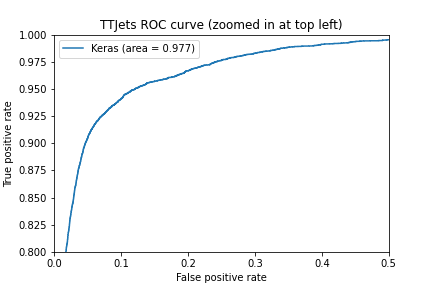 TTJets ROC curve (zoomed in at top left)
Keras (area = 0.977)
True positive rate
1.000
0.975
0.950
0.925
0.900
0.875
0.850
0.825
0.800
0.0 0.1 0.2 0.3 0.4 0.5
False positive rate